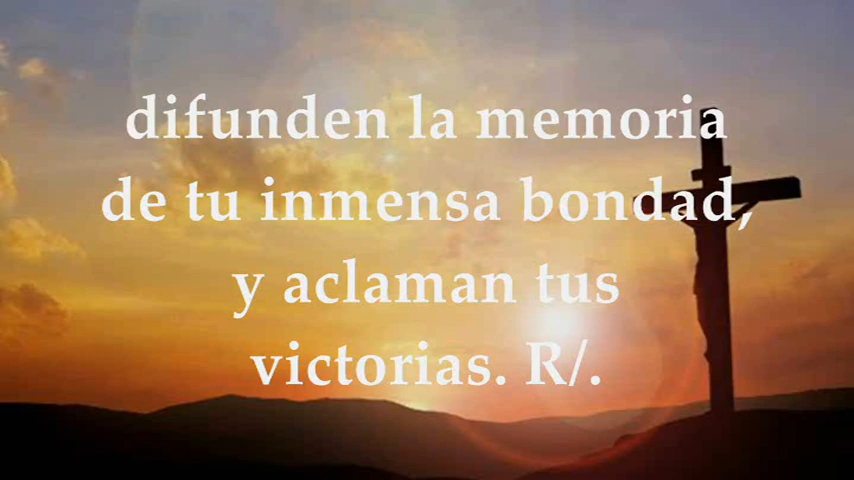 difunden la memoria
de tu inmensa bondad,
y aclaman tus
victorias. R/.